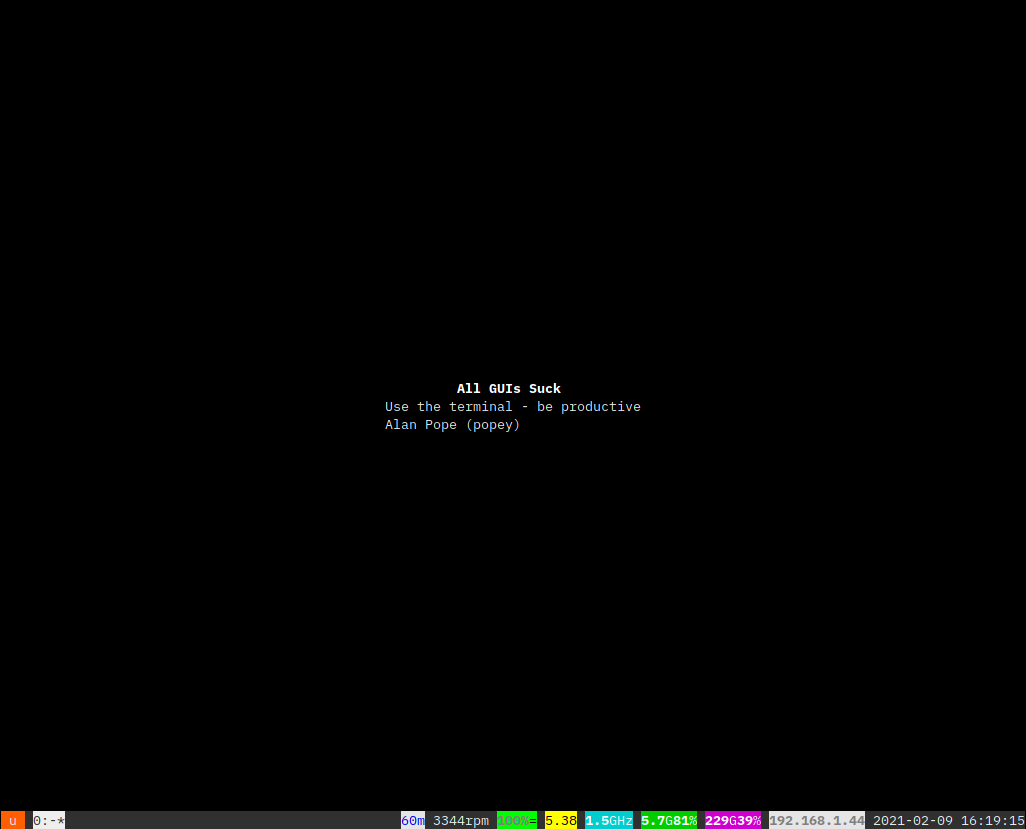 All GUIs Suck
Use the terminal - be productive
Alan Pope (popey)
u 0:-* 60m 3344rpm 100%= 5.38 1.5GHz 5.7G81% 229G39% 192.168.1.44 2021-02-09 16:19:15